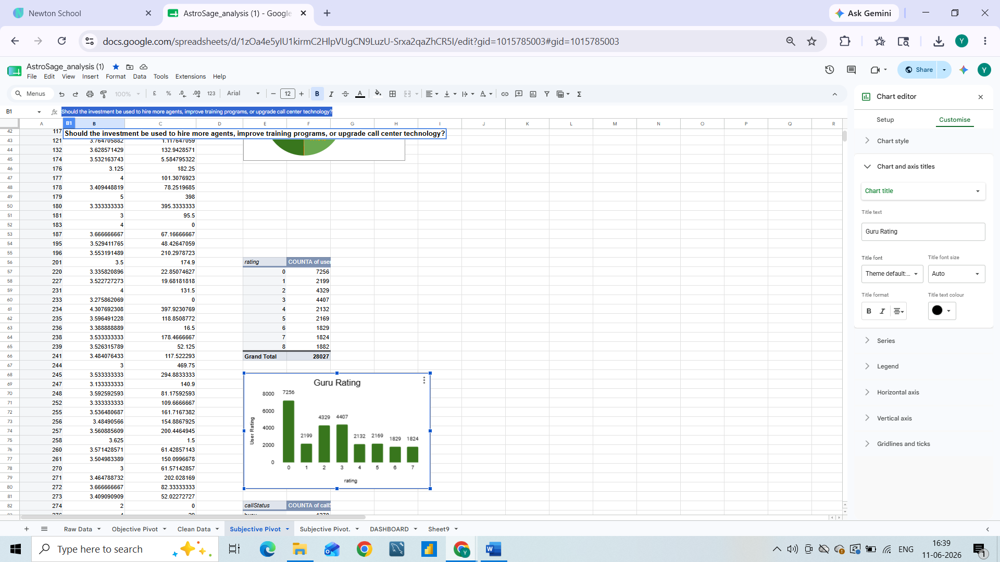 Newton School
AstroSage_analysis (1) - Google
Ask Gemini
docs.google.com/spreadsheets/d/1zOa4e5yIU1kirmC2HlpVUgCN9LuzU-Srxa2qaZhCR5I/edit?gid=1015785003#gid=1015785003
Y
AstroSage_analysis (1)
File Edit View Insert Format Data Tools Extensions Help
Share
Y
Menus 100% £ % .0 .00 123 Arial 12 B I A Σ
B1 fx Should the investment be used to hire more agents, improve training programs, or upgrade call center technology?
A B1 B C D E F G H I J K L M N O P Q R
Should the investment be used to hire more agents, improve training programs, or upgrade call center technology?
42 117
43 121 3.764705882 1.117647059
44 132 3.628571429 132.9428571
45 174 3.532163743 5.584795322
46 176 3.125 182.25
47 177 4 101.3076923
48 178 3.409448819 78.2519685
49 179 5 398
50 180 3.333333333 395.3333333
51 181 3 95.5
52 183 4 0
53 187 3.666666667 67.16666667
54 195 3.529411765 48.42647059
55 196 3.553191489 210.2978723
56 201 3.5 174.9 rating COUNTA of user
57 220 3.335820896 22.85074627 0 7256
58 227 3.522727273 19.68181818 1 2199
59 231 4 131.5 2 4329
60 233 3.275862069 0 3 4407
61 234 4.307692308 397.9230769 4 2132
62 235 3.596491228 118.8508772 5 2169
63 236 3.388888889 16.5 6 1829
64 238 3.533333333 178.4666667 7 1824
65 239 3.526315789 52.125 8 1882
66 241 3.484076433 117.522293 Grand Total 28027
67 244 3 469.75
68 245 3.533333333 294.8833333
69 247 3.133333333 140.9
70 248 3.592592593 81.17592593
71 252 3.333333333 109.6666667
72 255 3.536480687 161.7167382
73 256 3.48490566 154.8867925
74 257 3.560885609 200.4464945
75 258 3.625 1.5
76 260 3.571428571 61.42857143
77 261 3.504983389 150.0996678
78 270 3 61.57142857
79 271 3.464788732 202.028169
80 272 3.666666667 82.33333333
81 273 3.409090909 52.02272727
82 274 2 0 callStatus COUNTA of callS
Guru Rating
User Rating
8000
6000
4000
2000
0
7256 2199 4329 4407 2132 2169 1829 1824
0 1 2 3 4 5 6 7
rating
Chart editor
Setup Customise
Chart style
Chart and axis titles
Chart title
Title text
Guru Rating
Title font Title font size
Theme default:... Auto
Title format Title text colour
B I
Series
Legend
Horizontal axis
Vertical axis
Gridlines and ticks
Raw Data Objective Pivot Clean Data Subjective Pivot Subjective Pivot. DASHBOARD Sheet9
Type here to search
Y
W
ENG
16:39
11-06-2026
1